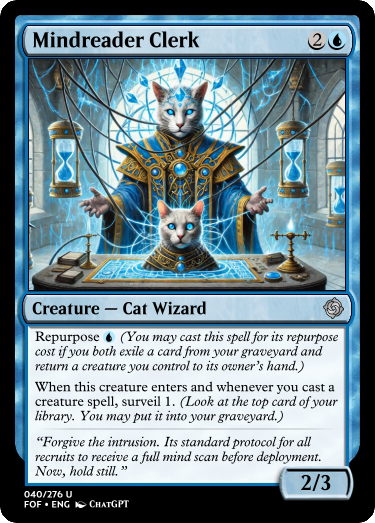 Mindreader Clerk 2
Creature — Cat Wizard
Repurpose (You may cast this spell for its repurpose
cost if you both exile a card from your graveyard and
return a creature you control to its owner's hand.)
When this creature enters and whenever you cast a
creature spell, surveil 1. (Look at the top card of your
library. You may put it into your graveyard.)
“Forgive the intrusion. Its standard protocol for all
recruits to receive a full mind scan before deployment.
Now, hold still.”
2/3
040/276 U
FOF • ENG ChatGPT